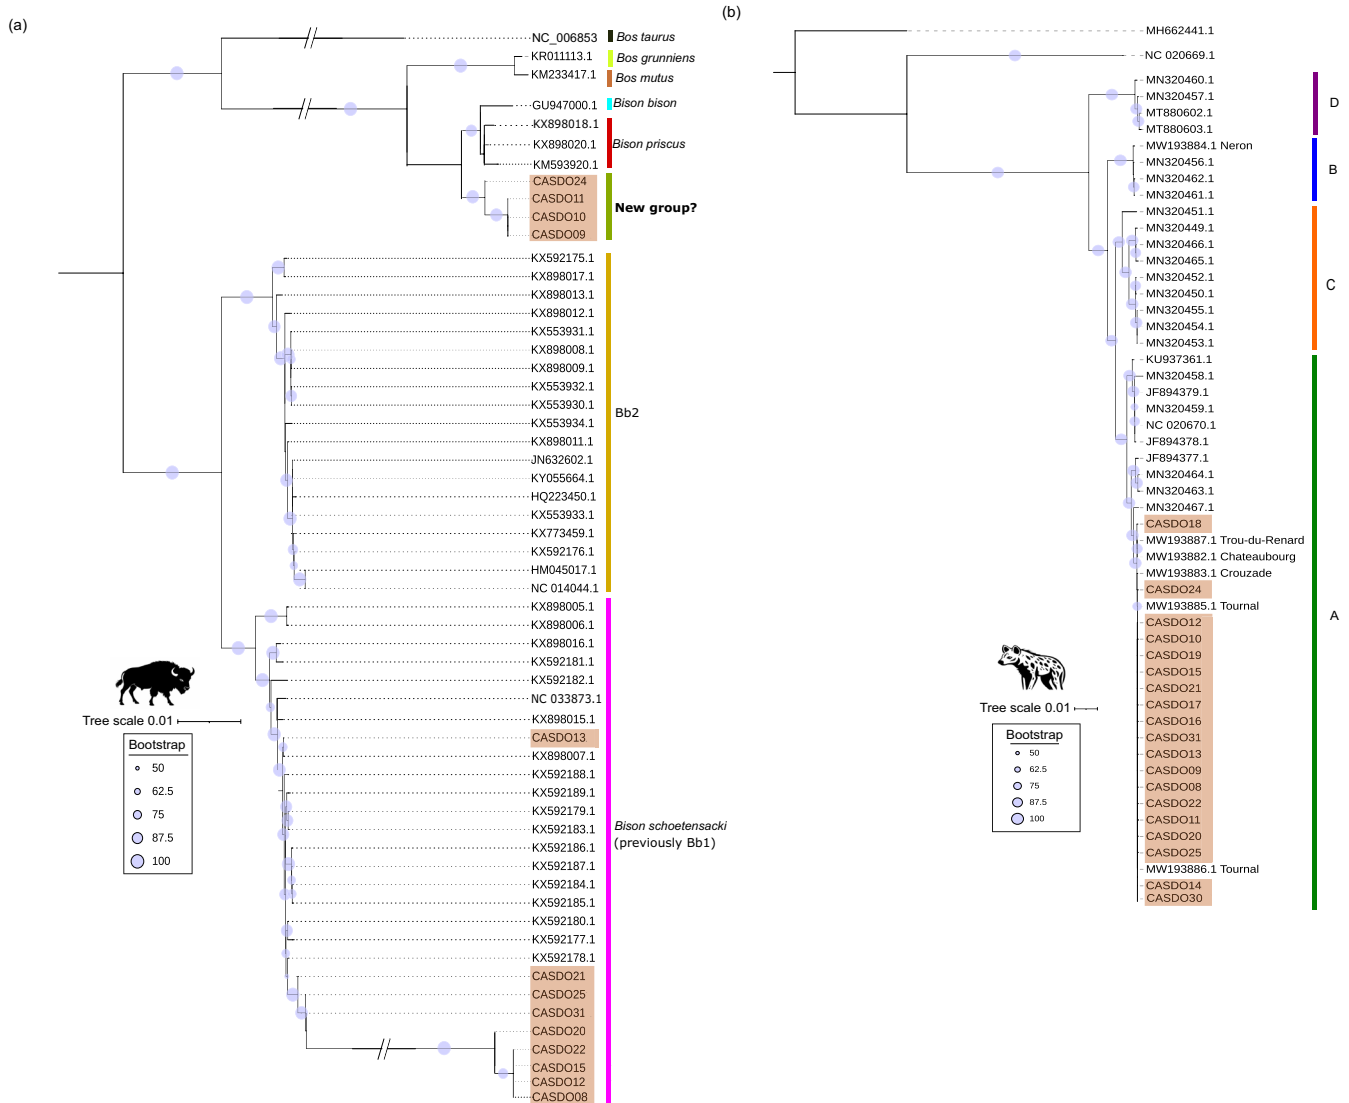 (a)
NC_006853
Bos taurus
KR011113.1
Bos grunniens
KM233417.1
Bos mutus
GU947000.1
Bison bison
KX898018.1
KX898020.1
Bison priscus
KM593920.1
CASDO24
CASDO11
New group?
CASDO10
CASDO09
KX592175.1
KX898017.1
KX898013.1
KX898012.1
KX553931.1
KX898008.1
KX898009.1
KX553932.1
KX553930.1
Bb2
KX553934.1
KX898011.1
JN632602.1
KY055664.1
HQ223450.1
KX553933.1
KX773459.1
KX592176.1
HM045017.1
NC 014044.1
KX898005.1
KX898006.1
KX898016.1
KX592181.1
KX592182.1
NC 033873.1
KX898015.1
CASDO13
KX898007.1
KX592188.1
KX592189.1
KX592179.1
KX592183.1
Bison schoetensacki
(previously Bb1)
KX592186.1
KX592187.1
KX592184.1
KX592185.1
KX592180.1
KX592177.1
KX592178.1
CASDO21
CASDO25
CASDO31
CASDO20
CASDO22
CASDO15
CASDO12
CASDO08
Tree scale 0.01
Bootstrap
50
62.5
75
87.5
100
(b)
MH662441.1
NC 020669.1
MN320460.1
MN320457.1
D
MT880602.1
MT880603.1
MW193884.1 Neron
MN320456.1
B
MN320462.1
MN320461.1
MN320451.1
MN320449.1
MN320466.1
MN320465.1
MN320452.1
C
MN320450.1
MN320455.1
MN320454.1
MN320453.1
KU937361.1
MN320458.1
JF894379.1
MN320459.1
NC 020670.1
JF894378.1
JF894377.1
MN320464.1
MN320463.1
MN320467.1
CASDO18
MW193887.1 Trou-du-Renard
MW193882.1 Chateaubourg
MW193883.1 Crouzade
CASDO24
MW193885.1 Tournal
A
CASDO12
CASDO10
CASDO19
CASDO15
CASDO21
CASDO17
CASDO16
CASDO31
CASDO13
CASDO09
CASDO08
CASDO22
CASDO11
CASDO20
CASDO25
MW193886.1 Tournal
CASDO14
CASDO30
Tree scale 0.01
Bootstrap
50
62.5
75
87.5
100